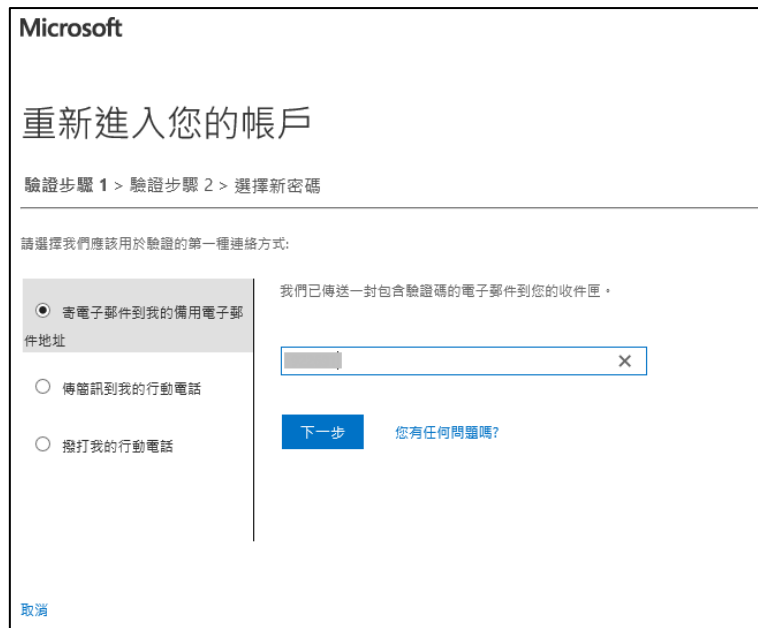 Microsoft
重新進入您的帳戶
驗證步驟 1 > 驗證步驟 2 > 選擇新密碼
請選擇我們應該用於驗證的第一種連絡方式:
寄電子郵件到我的備用電子郵
件地址
傳簡訊到我的行動電話
撥打我的行動電話
我們已傳送一封包含驗證碼的電子郵件到您的收件匣。
下一步
您有任何問題嗎?
取消